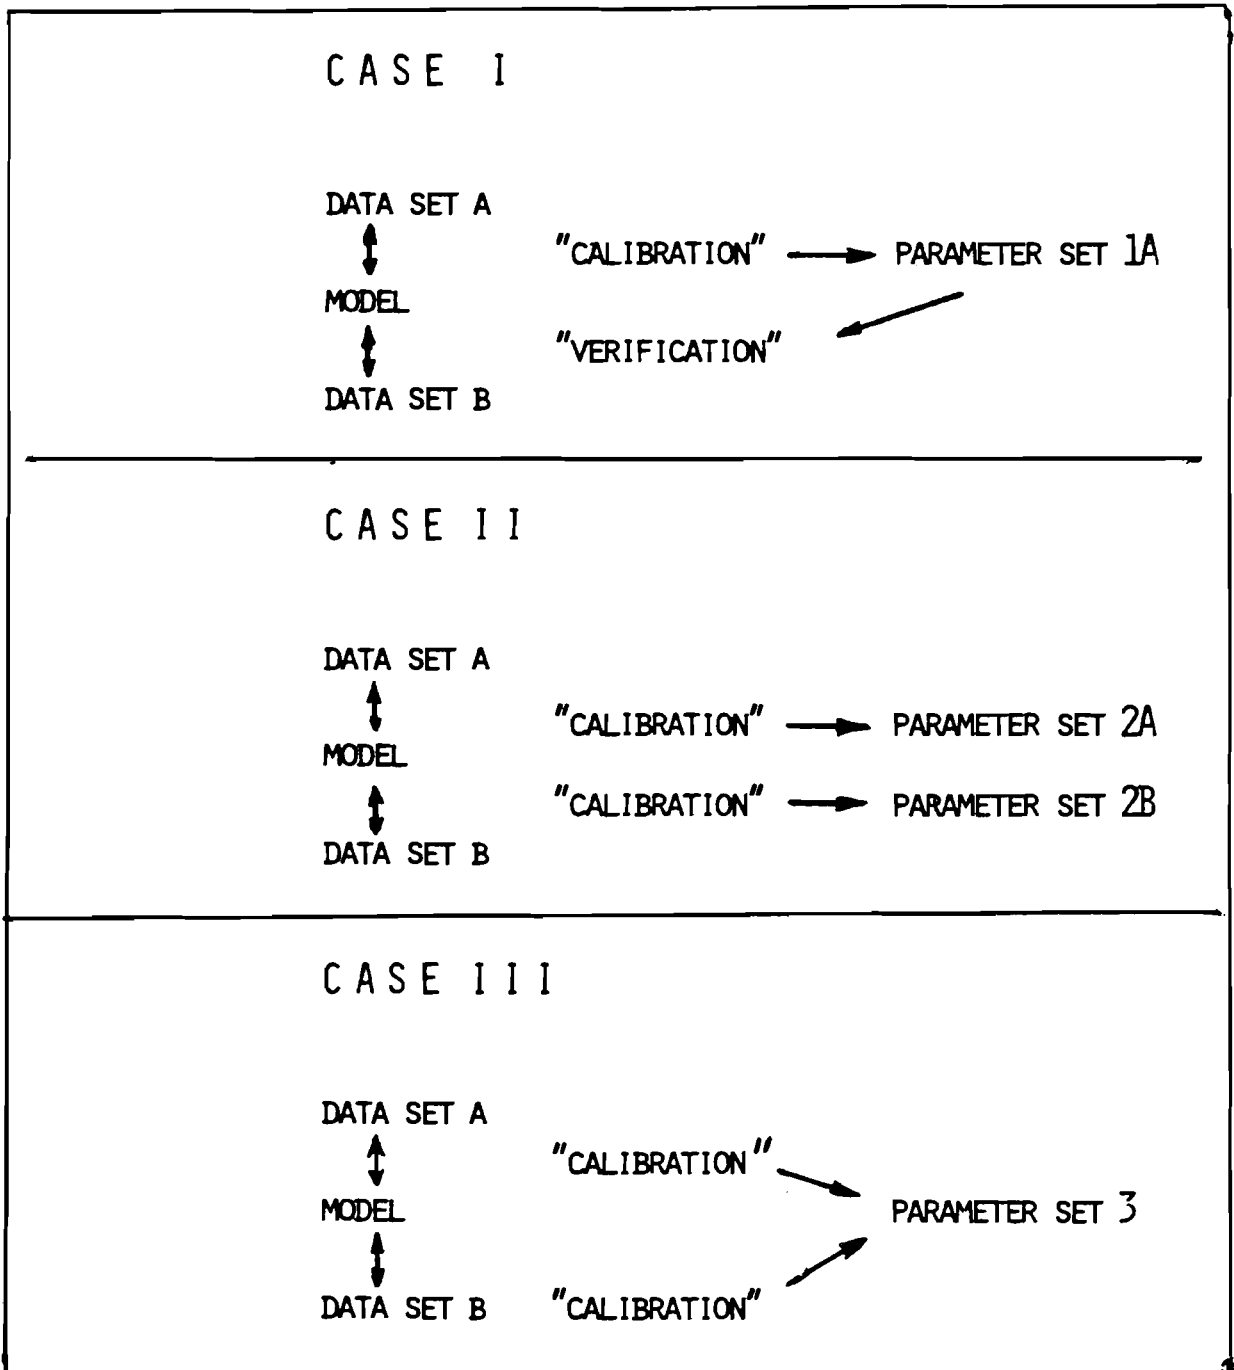 CASE I
DATA SET A
"CALIBRATION" PARAMETER SET 1A
MODEL
"VERIFICATION"
DATA SET B
CASE II
DATA SET A
"CALIBRATION" PARAMETER SET 2A
MODEL
"CALIBRATION" PARAMETER SET 2B
DATA SET B
CASE III
DATA SET A
"CALIBRATION"
MODEL PARAMETER SET 3
DATA SET B "CALIBRATION"